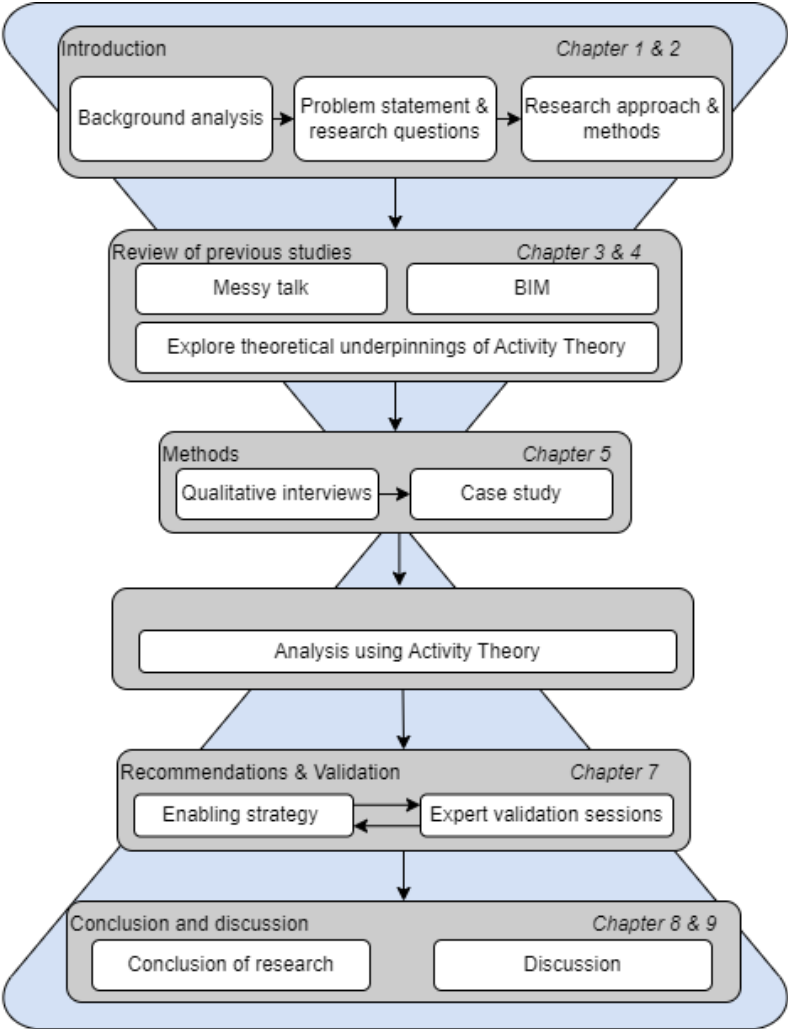 Introduction
Chapter 1 & 2
Background analysis
Problem statement &
research questions
Research approach &
methods
Review of previous studies
Chapter 3 & 4
Messy talk
BIM
Explore theoretical underpinnings of Activity Theory
Methods
Chapter 5
Qualitative interviews
Case study
Analysis using Activity Theory
Recommendations & Validation
Chapter 7
Enabling strategy
Expert validation sessions
Conclusion and discussion
Chapter 8 & 9
Conclusion of research
Discussion